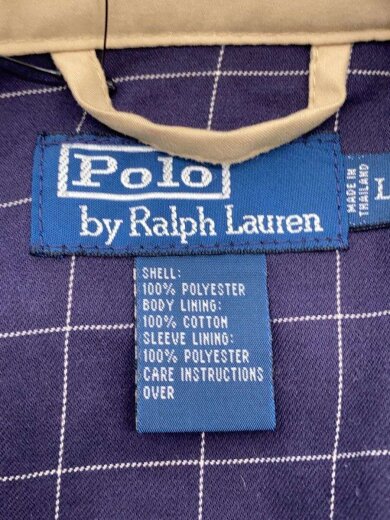 Polo
by Ralph Lauren
MADE IN
THAILAND
L
SHELL:
100% POLYESTER
BODY LINING:
100% COTTON
SLEEVE LINING:
100% POLYESTER
CARE INSTRUCTIONS
OVER